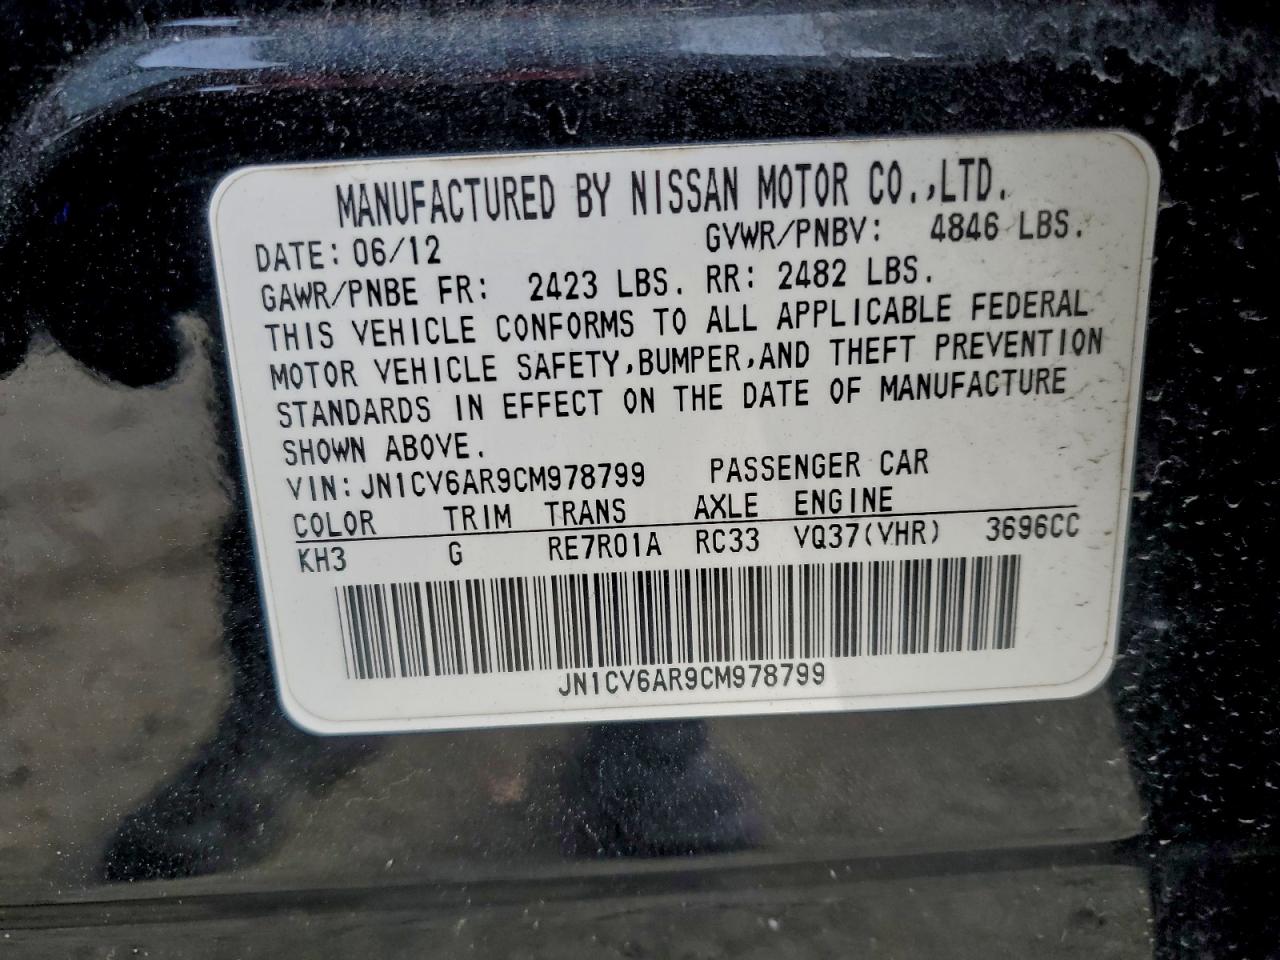 MANUFACTURED BY NISSAN MOTOR CO.,LTD.
DATE: 06/12 GVWR/PNBV: 4846 LBS.
GAWR/PNBE FR: 2423 LBS. RR: 2482 LBS.
THIS VEHICLE CONFORMS TO ALL APPLICABLE FEDERAL
MOTOR VEHICLE SAFETY,BUMPER,AND THEFT PREVENTION
STANDARDS IN EFFECT ON THE DATE OF MANUFACTURE
SHOWN ABOVE.
VIN: JN1CV6AR9CM978799 PASSENGER CAR
COLOR TRIM TRANS AXLE ENGINE
KH3 G RE7R01A RC33 VQ37(VHR) 3696CC
JN1CV6AR9CM978799